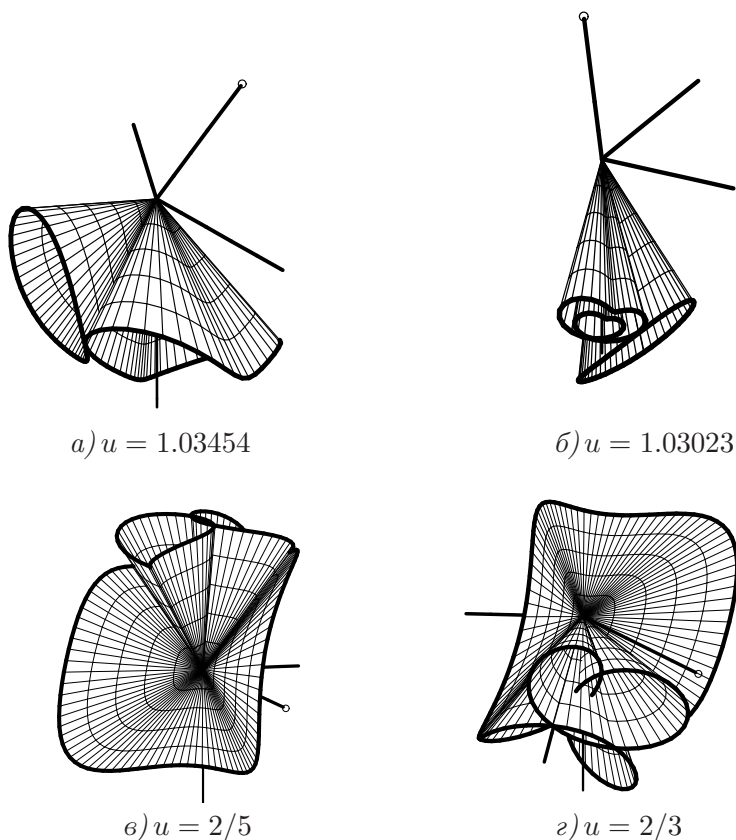 а) u = 1.03454
б) u = 1.03023
в) u = 2/5
г) u = 2/3